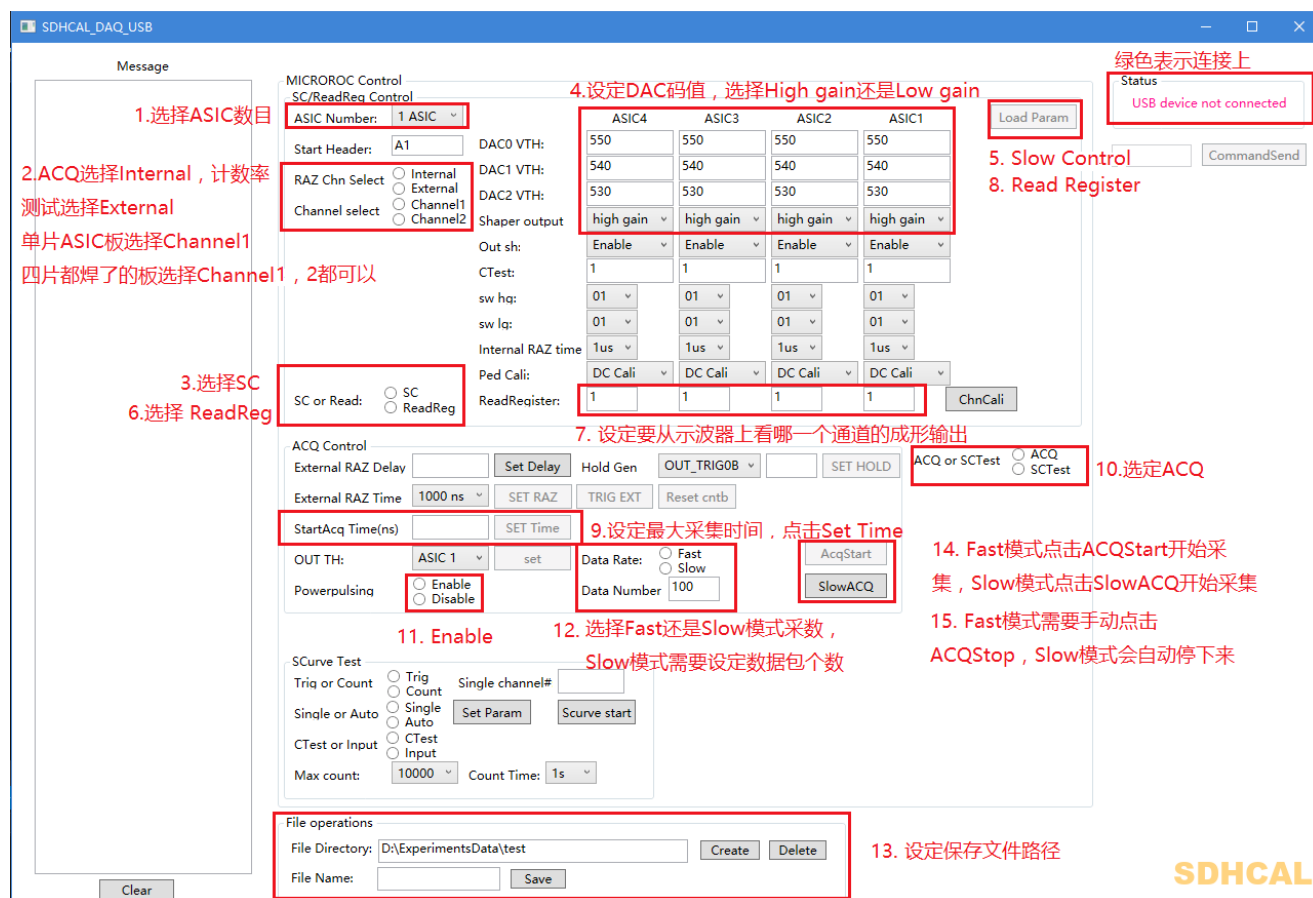 SDHCAL_DAQ_USB
Message
绿色表示连接上
Status
USB device not connected
CommandSend
MICROROC Control
SC/ReadReg Control
4.设定DAC码值，选择High gain还是Low gain
1.选择ASIC数目
ASIC Number: 1 ASIC
ASIC4 ASIC3 ASIC2 ASIC1
Load Param
Start Header: A1
DAC0 VTH: 550 550 550 550
DAC1 VTH: 540 540 540 540
DAC2 VTH: 530 530 530 530
5. Slow Control
8. Read Register
2.ACQ选择Internal，计数率
测试选择External
单片ASIC板选择Channel1
四片都焊了的板选择Channel1，2都可以
RAZ Chn Select Internal
External
Channel select Channel1
Channel2
Shaper output high gain high gain high gain high gain
Out sh: Enable Enable Enable Enable
CTest: 1 1 1 1
sw hg: 01 01 01 01
sw lg: 01 01 01 01
Internal RAZ time 1us 1us 1us 1us
Ped Cali: DC Cali DC Cali DC Cali DC Cali
3.选择SC
6.选择 ReadReg
SC or Read: SC
ReadReg
ReadRegister: 1 1 1 1
ChnCali
7. 设定要从示波器上看哪一个通道的成形输出
ACQ Control
External RAZ Delay Set Delay Hold Gen OUT_TRIG0B SET HOLD
ACQ or SCTest ACQ
SCTest
10.选定ACQ
External RAZ Time 1000 ns SET RAZ TRIG EXT Reset cntb
StartAcq Time(ns) SET Time
9.设定最大采集时间，点击Set Time
OUT TH: ASIC 1 set
Data Rate: Fast
Slow
AcqStart
Powerpulsing Enable
Disable
Data Number 100
SlowACQ
14. Fast模式点击ACQStart开始采
集，Slow模式点击SlowACQ开始采集
11. Enable
12. 选择Fast还是Slow模式采数，
Slow模式需要设定数据包个数
15. Fast模式需要手动点击
ACQStop，Slow模式会自动停下来
SCurve Test
Trig or Count Trig
Count
Single channel#
Single or Auto Single
Auto
Set Param Scurve start
CTest or Input CTest
Input
Max count: 10000 Count Time: 1s
File operations
File Directory: D:\ExperimentsData\test Create Delete
13. 设定保存文件路径
File Name: Save
Clear
SDHCAL